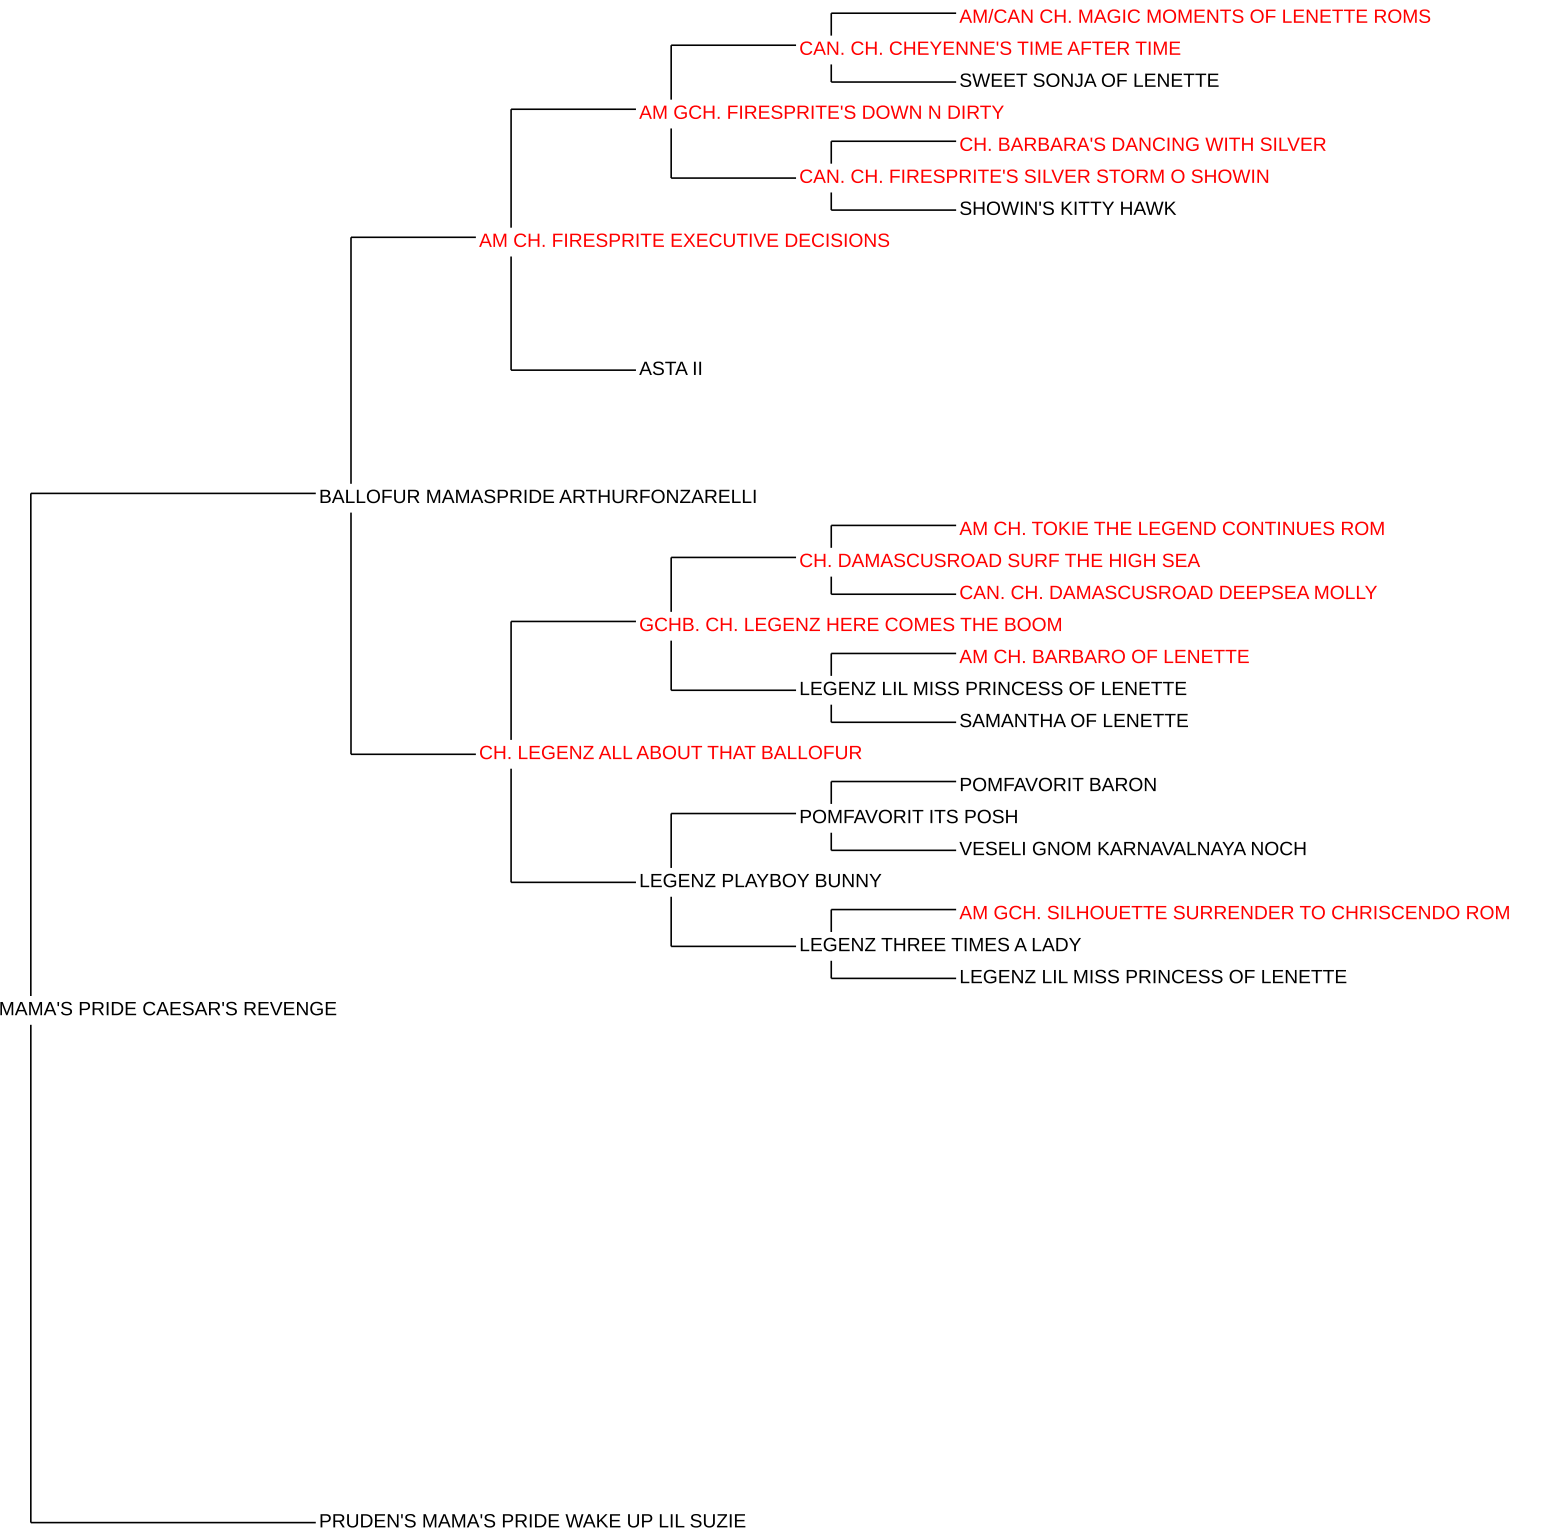 AM/CAN CH. MAGIC MOMENTS OF LENETTE ROMS
CAN. CH. CHEYENNE'S TIME AFTER TIME
SWEET SONJA OF LENETTE
AM GCH. FIRESPRITE'S DOWN N DIRTY
CH. BARBARA'S DANCING WITH SILVER
CAN. CH. FIRESPRITE'S SILVER STORM O SHOWIN
SHOWIN'S KITTY HAWK
AM CH. FIRESPRITE EXECUTIVE DECISIONS
ASTA II
BALLOFUR MAMASPRIDE ARTHURFONZARELLI
AM CH. TOKIE THE LEGEND CONTINUES ROM
CH. DAMASCUSROAD SURF THE HIGH SEA
CAN. CH. DAMASCUSROAD DEEPSEA MOLLY
GCHB. CH. LEGENZ HERE COMES THE BOOM
AM CH. BARBARO OF LENETTE
LEGENZ LIL MISS PRINCESS OF LENETTE
SAMANTHA OF LENETTE
CH. LEGENZ ALL ABOUT THAT BALLOFUR
POMFAVORIT BARON
POMFAVORIT ITS POSH
VESELI GNOM KARNAVALNAYA NOCH
LEGENZ PLAYBOY BUNNY
AM GCH. SILHOUETTE SURRENDER TO CHRISCENDO ROM
LEGENZ THREE TIMES A LADY
LEGENZ LIL MISS PRINCESS OF LENETTE
MAMA'S PRIDE CAESAR'S REVENGE
PRUDEN'S MAMA'S PRIDE WAKE UP LIL SUZIE